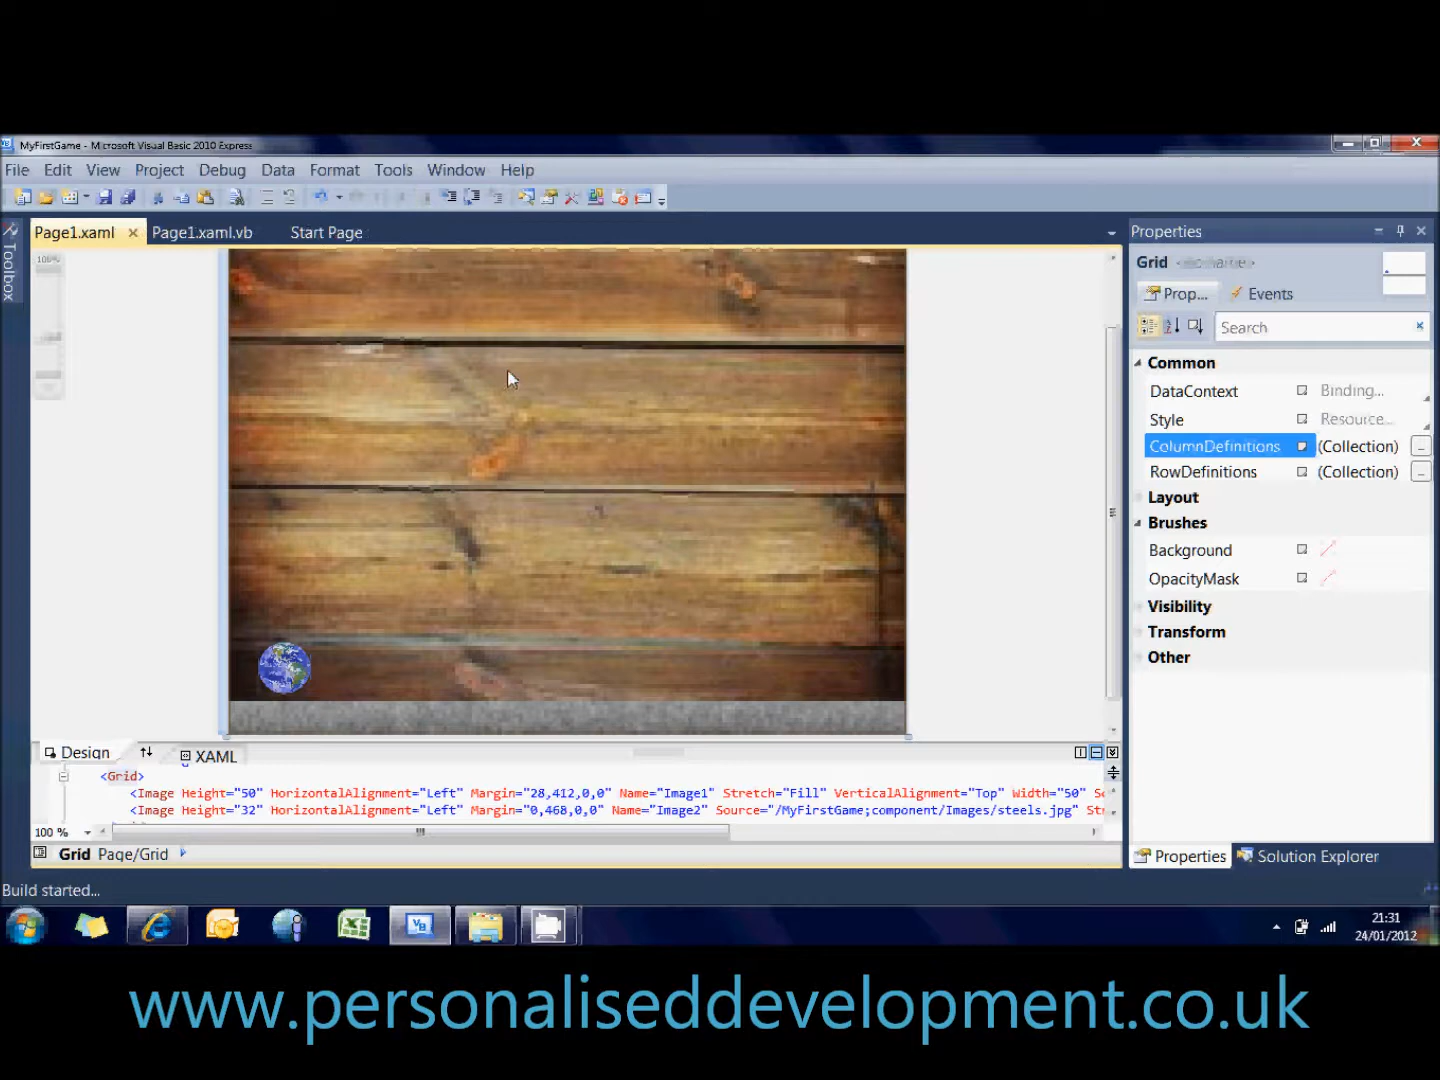 MyFirstGame - Microsoft Visual Basic 2010 Express
File Edit View Project Debug Data Format Tools Window Help
Page1.xaml Page1.xaml.vb Start Page
Toolbox
100%
Properties
Grid
Prop... Events
Search
Common
DataContext Binding...
Style Resource...
ColumnDefinitions (Collection) ...
RowDefinitions (Collection) ...
Layout
Brushes
Background
OpacityMask
Visibility
Transform
Other
Design XAML
<Grid>
<Image Height="50" HorizontalAlignment="Left" Margin="28,412,0,0" Name="Image1" Stretch="Fill" VerticalAlignment="Top" Width="50" Sc
<Image Height="32" HorizontalAlignment="Left" Margin="0,468,0,0" Name="Image2" Source="/MyFirstGame;component/Images/steels.jpg" Str
100 %
Grid Page/Grid
Properties Solution Explorer
Build started...
VB
21:31
24/01/2012
www.personaliseddevelopment.co.uk